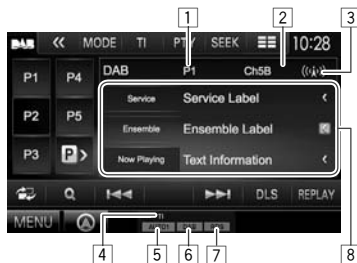 1 2 3
DAB MODE TI PTY SEEK 10:28
P1 P4 DAB P1 Ch5B
Service Service Label
P2 P5 Ensemble Ensemble Label
P3 P Now Playing Text Information
DLS REPLAY
MENU A TI
4 5 6 7 8